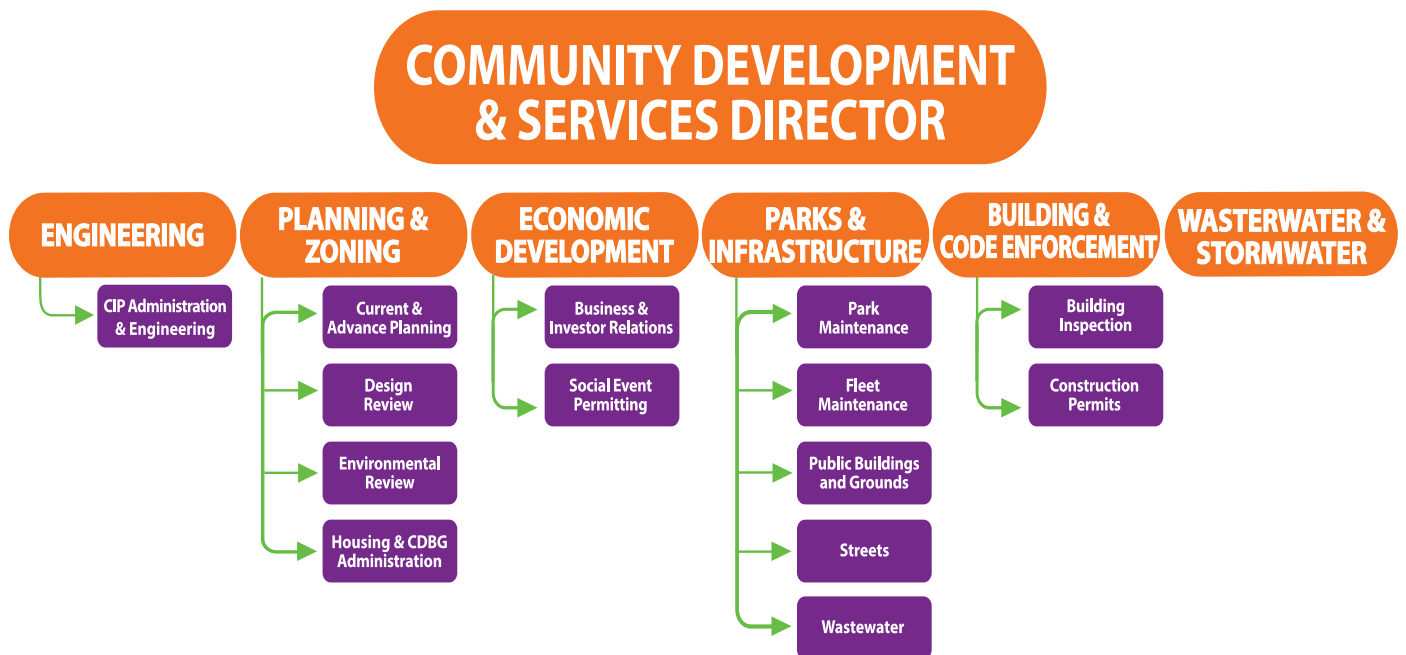 COMMUNITY DEVELOPMENT
& SERVICES DIRECTOR
ENGINEERING
CIP Administration
& Engineering
PLANNING &
ZONING
Current &
Advance Planning
Design
Review
Environmental
Review
Housing & CDBG
Administration
ECONOMIC
DEVELOPMENT
Business &
Investor Relations
Social Event
Permitting
PARKS &
INFRASTRUCTURE
Park
Maintenance
Fleet
Maintenance
Public Buildings
and Grounds
Streets
Wastewater
BUILDING &
CODE ENFORCEMENT
Building
Inspection
Construction
Permits
WASTERWATER &
STORMWATER